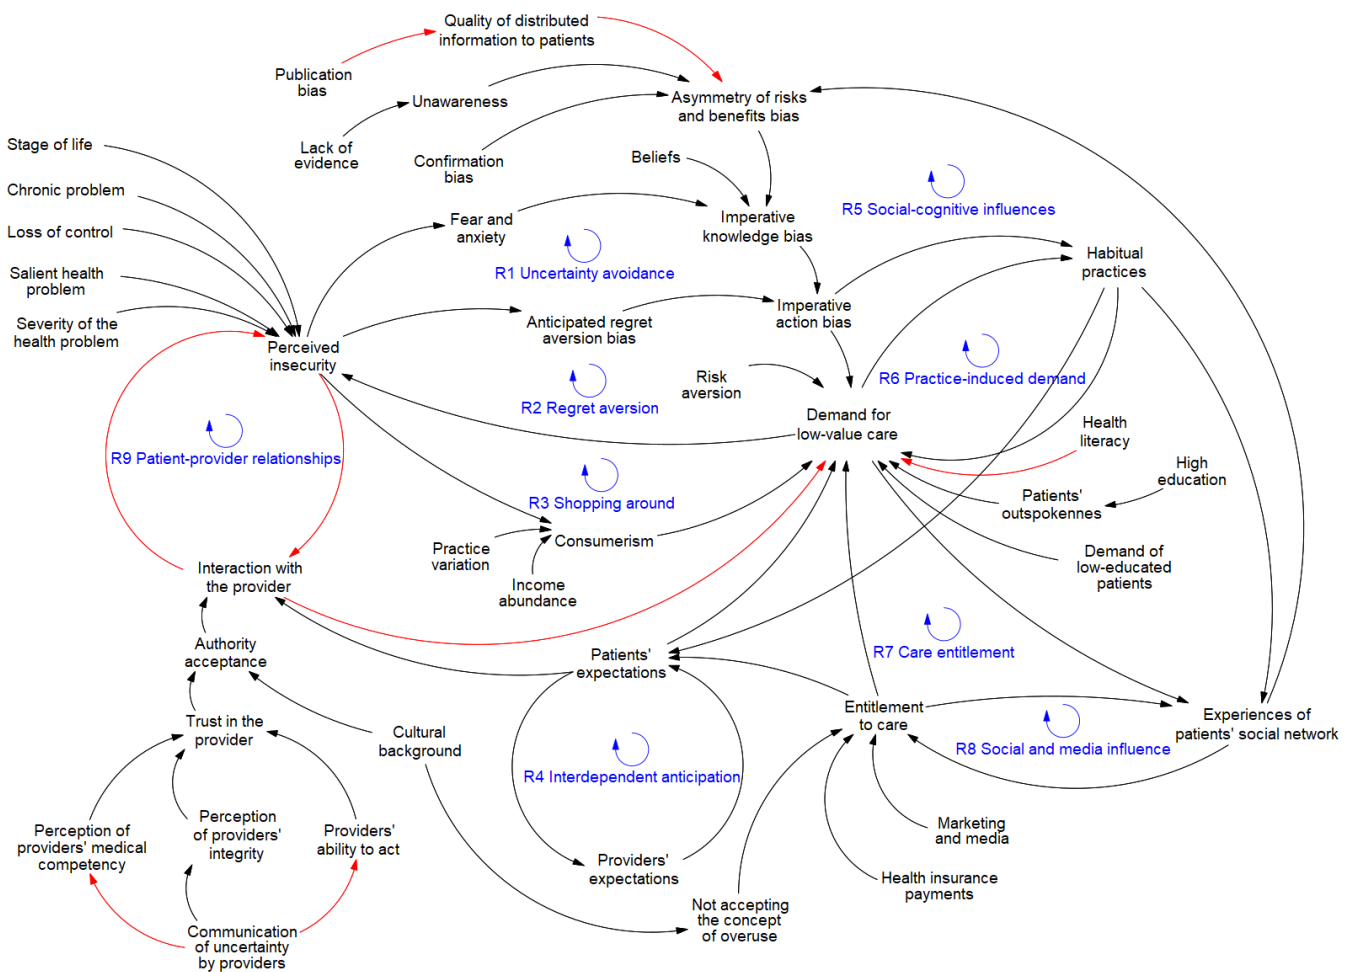 Quality of distributed
information to patients
Publication
bias
Unawareness
Asymmetry of risks
and benefits bias
Lack of
evidence
Confirmation
bias
Beliefs
Stage of life
Chronic problem
Loss of control
Salient health
problem
Severity of the
health problem
Fear and
anxiety
Imperative
knowledge bias
R5 Social-cognitive influences
R1 Uncertainty avoidance
Habitual
practices
Anticipated regret
aversion bias
Imperative
action bias
Perceived
insecurity
Risk
aversion
R6 Practice-induced demand
R2 Regret aversion
Demand for
low-value care
Health
literacy
R9 Patient-provider relationships
High
education
R3 Shopping around
Patients'
outspokennes
Consumerism
Practice
variation
Income
abundance
Demand of
low-educated
patients
Interaction with
the provider
Authority
acceptance
Patients'
expectations
R7 Care entitlement
Trust in the
provider
Cultural
background
Entitlement
to care
Experiences of
patients' social network
R8 Social and media influence
R4 Interdependent anticipation
Perception of
providers' medical
competency
Perception
of providers'
integrity
Providers'
ability to act
Marketing
and media
Providers'
expectations
Health insurance
payments
Not accepting
the concept
of overuse
Communication
of uncertainty
by providers